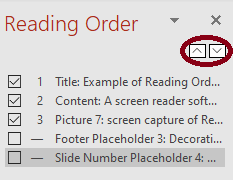 Reading Order
1 Title: Example of Reading Ord...
2 Content: A screen reader soft...
3 Picture 7: screen capture of Re...
— Footer Placeholder 3: Decorati...
— Slide Number Placeholder 4: ...